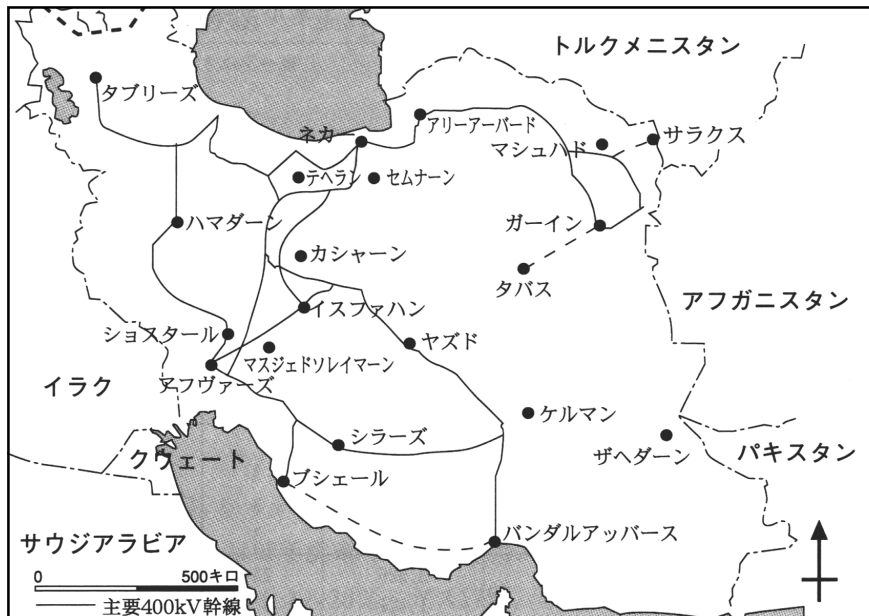 トルクメニスタン
タブリーズ
アリーアーバード
ネカ
マシュハド
サラクス
テヘラン
セムナーン
ハマダーン
ガーイン
カシャーン
タバス
アフガニスタン
イスファハン
ショスタール
ヤズド
マスジェドソレイマーン
イラク
アフヴァーズ
ケルマン
シラーズ
ザヘダーン
パキスタン
クウェート
ブシェール
サウジアラビア
バンダルアッバース
0 500キロ
主要400kV幹線